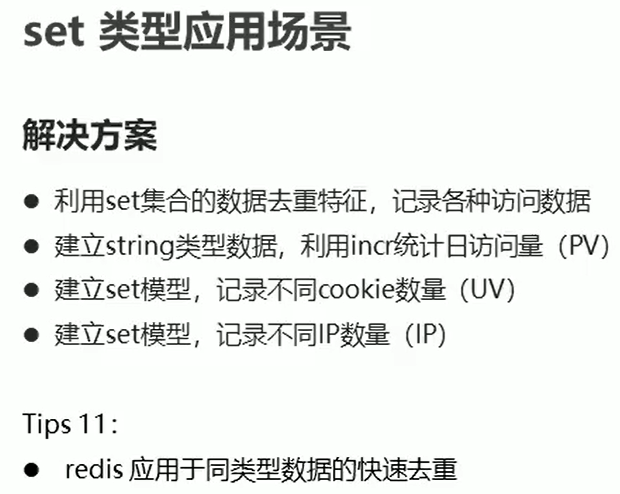 set 类型应用场景
解决方案
● 利用set集合的数据去重特征，记录各种访问数据
● 建立string类型数据，利用incr统计日访问量（PV）
● 建立set模型，记录不同cookie数量（UV）
● 建立set模型，记录不同IP数量（IP）
Tips 11：
● redis 应用于同类型数据的快速去重